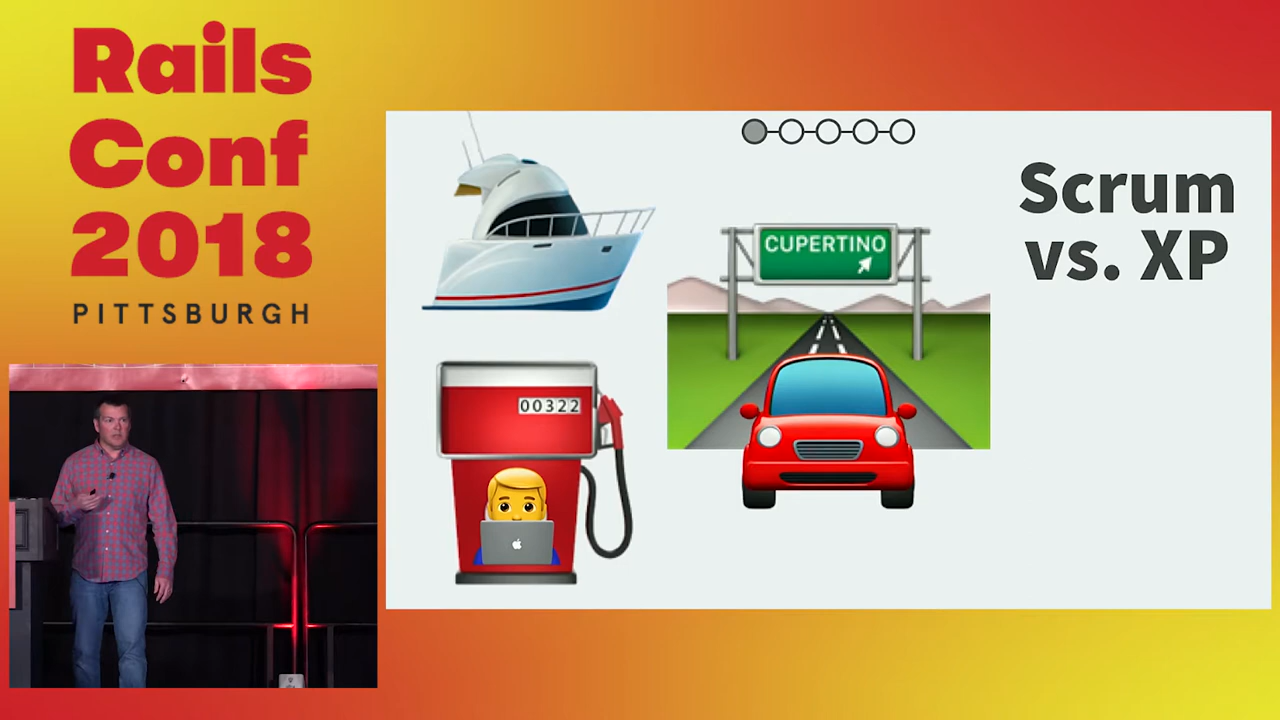 Rails
Conf
2018
PITTSBURGH
Scrum
vs. XP
CUPERTINO
00322